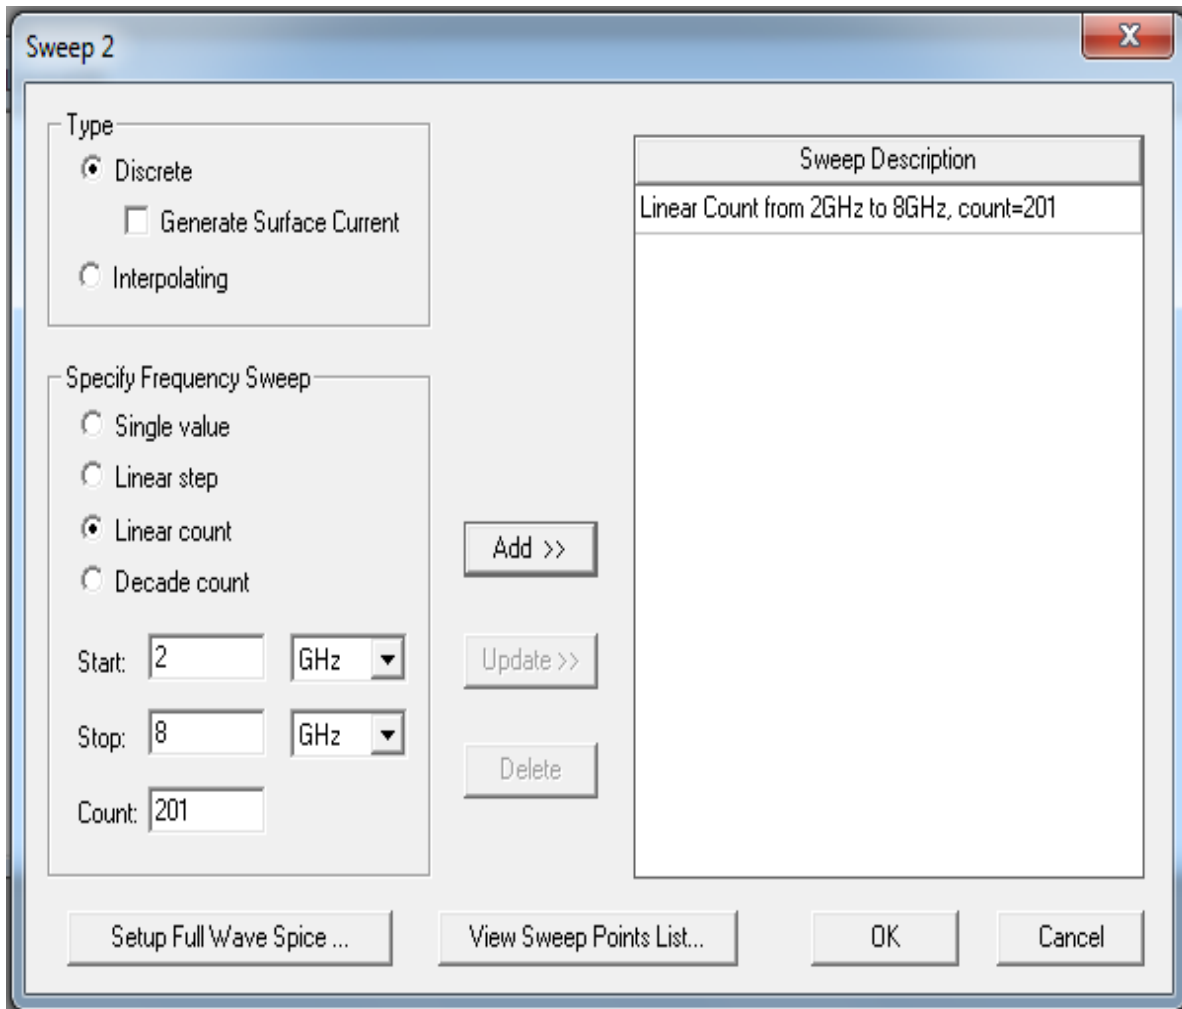 Sweep 2
X
Type
Discrete
Generate Surface Current
Interpolating
Specify Frequency Sweep
Single value
Linear step
Linear count
Decade count
Start: 2 GHz
Stop: 8 GHz
Count: 201
Add >>
Update >>
Delete
Sweep Description
Linear Count from 2GHz to 8GHz, count=201
Setup Full Wave Spice ...
View Sweep Points List...
OK
Cancel